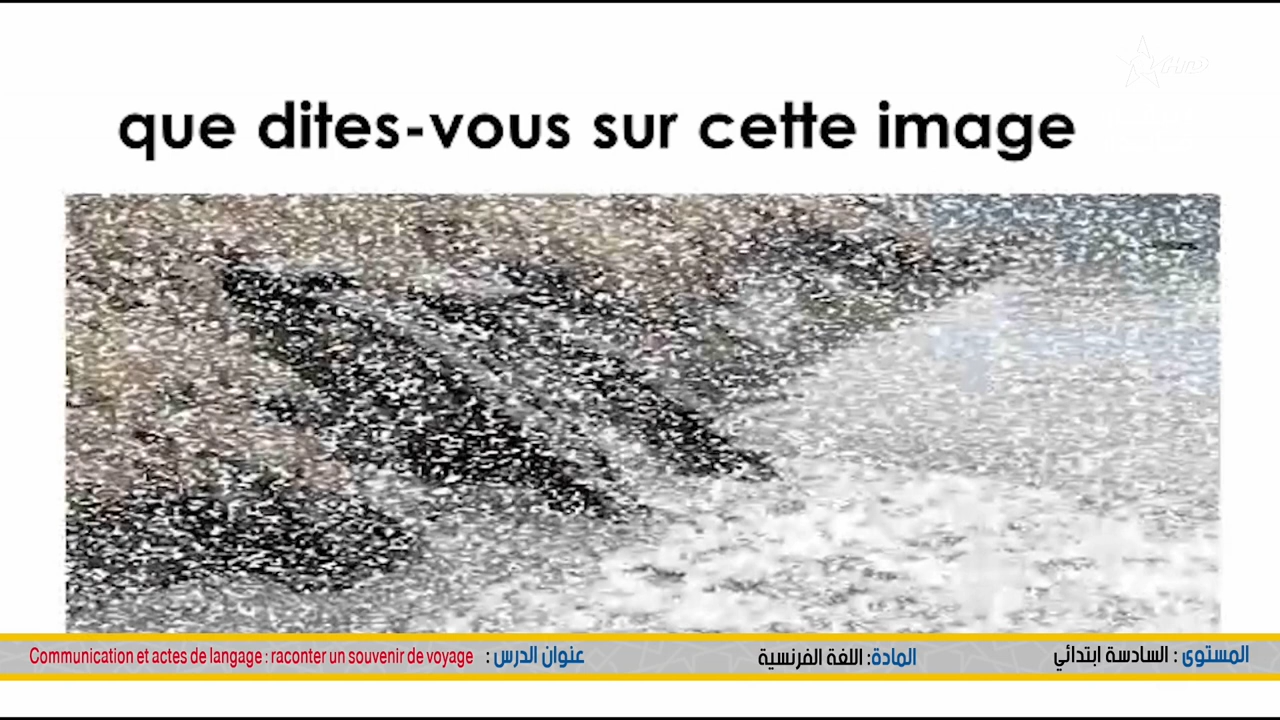 que dites-vous sur cette image
المستوى : السادسة ابتدائي
المادة: اللغة الفرنسية
عنوان الدرس : Communication et actes de langage : raconter un souvenir de voyage